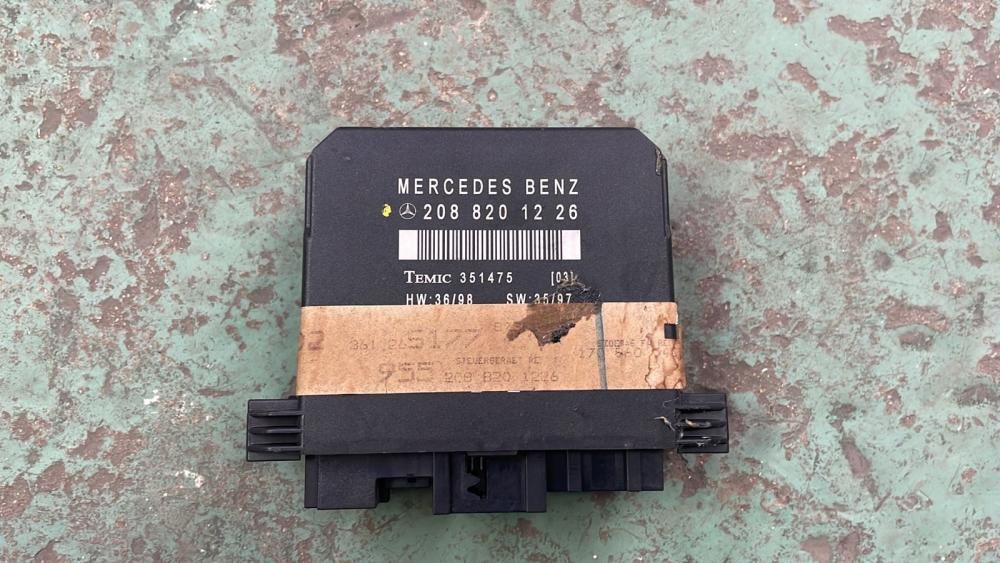 MERCEDES BENZ
208 820 12 26
TEMIC 351475 [03]
HW:36/98 SW:35/97
5177
STEUERGERAET RE
208 820 1226